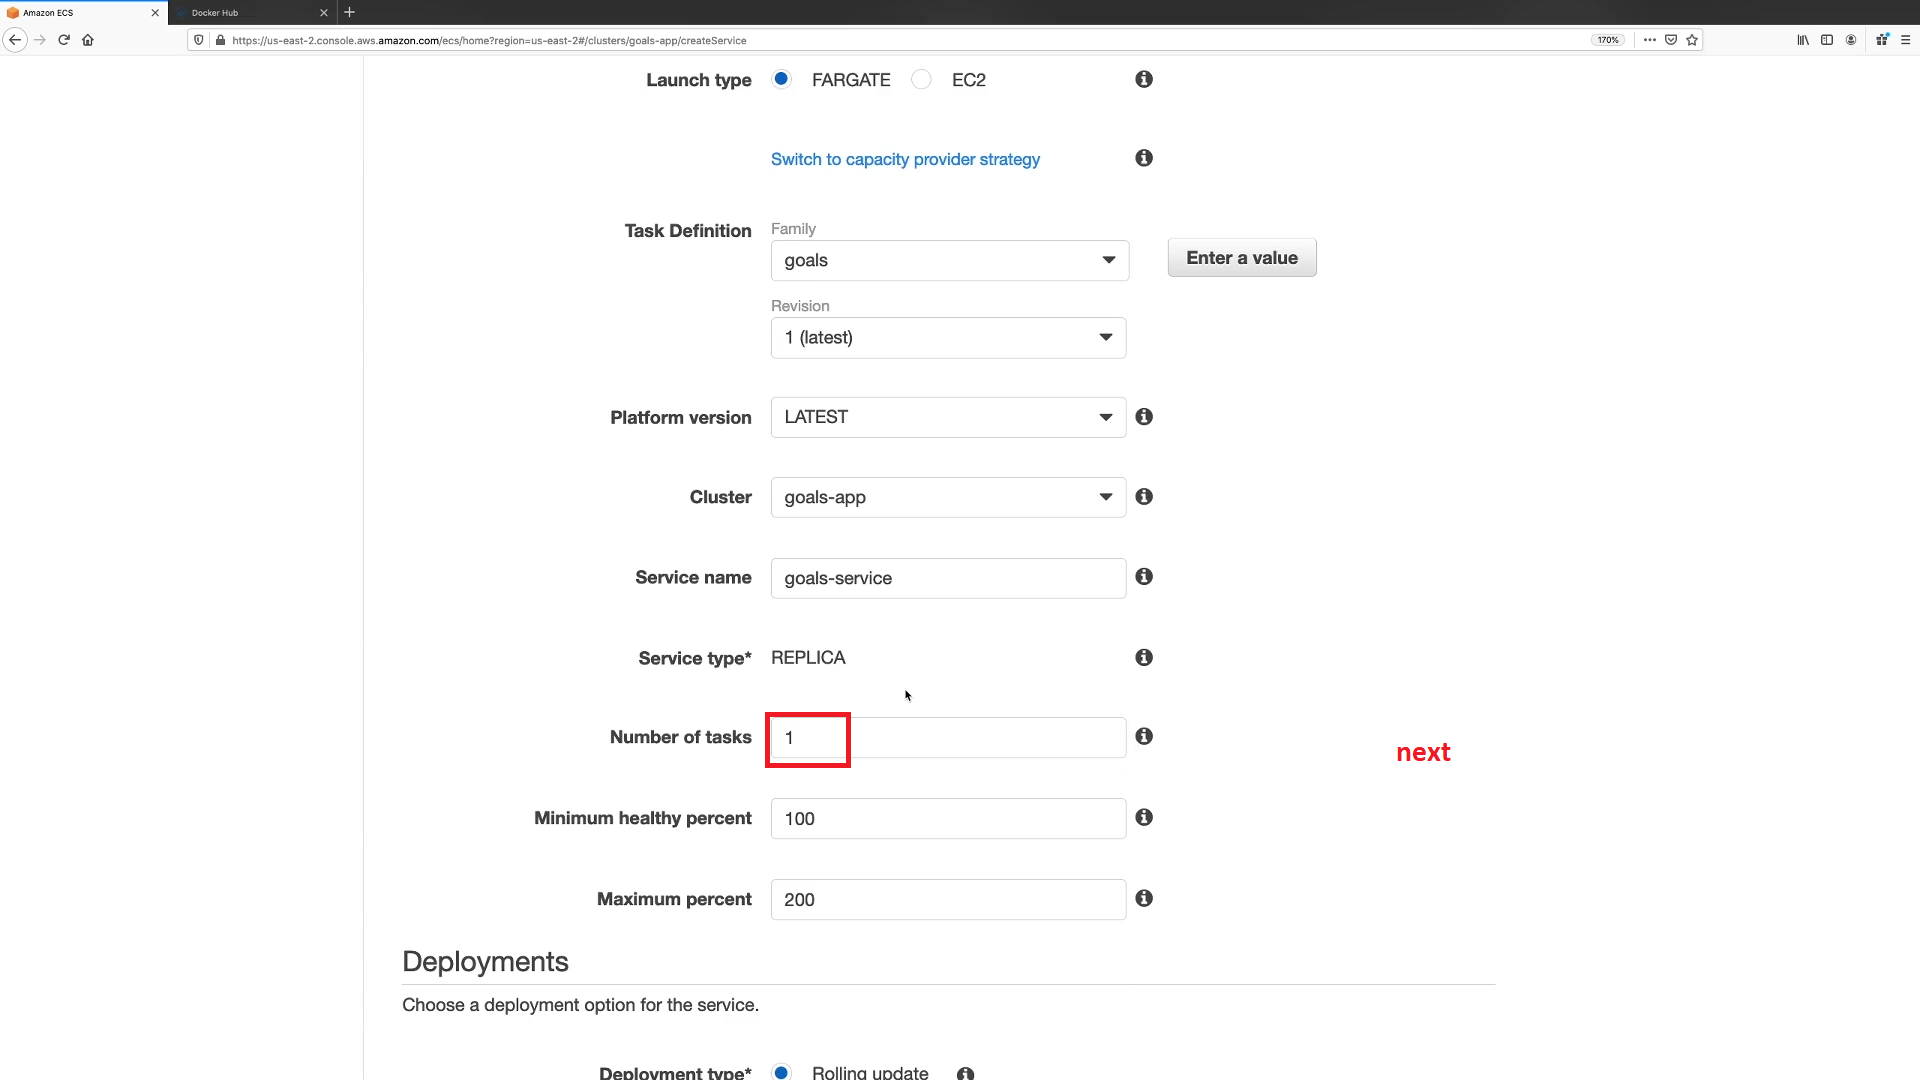 Amazon ECS
Docker Hub
https://us-east-2.console.aws.amazon.com/ecs/home?region=us-east-2#/clusters/goals-app/createService
170%
Launch type FARGATE EC2
Switch to capacity provider strategy
Task Definition Family
goals Enter a value
Revision
1 (latest)
Platform version LATEST
Cluster goals-app
Service name goals-service
Service type* REPLICA
Number of tasks 1
next
Minimum healthy percent 100
Maximum percent 200
Deployments
Choose a deployment option for the service.
Deployment type* Rolling update